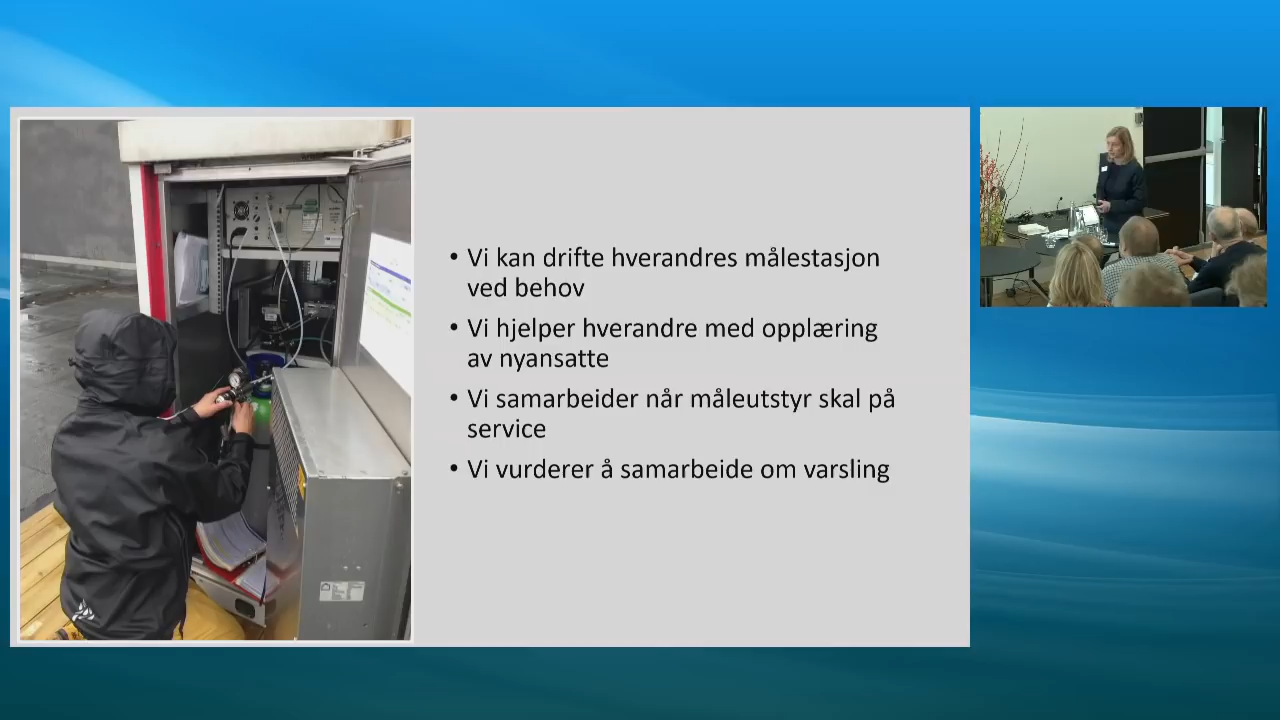 • Vi kan drifte hverandres målestasjon
ved behov
• Vi hjelper hverandre med opplæring
av nyansatte
• Vi samarbeider når måleutstyr skal på
service
• Vi vurderer å samarbeide om varsling